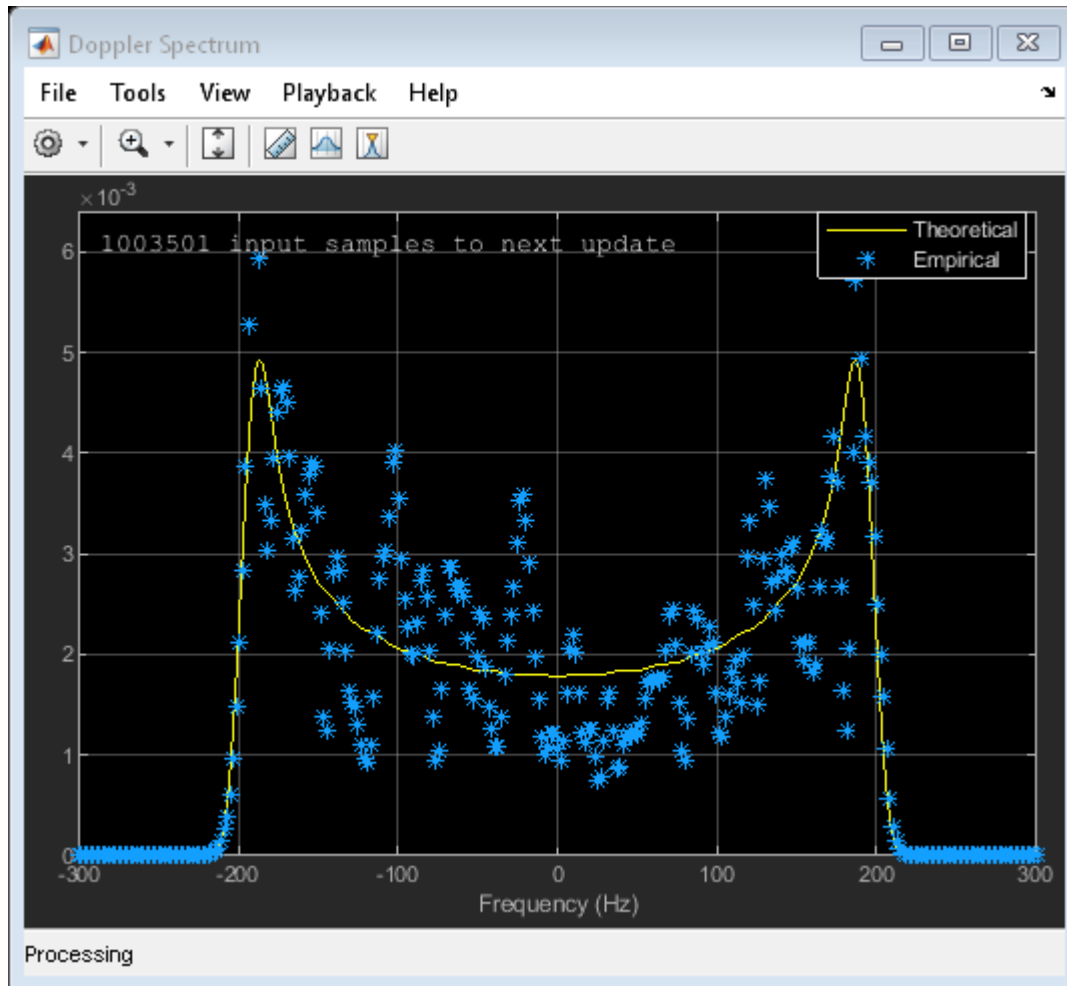 Doppler Spectrum
File Tools View Playback Help
×10-3
1003501 input samples to next update
Theoretical
Empirical
6
5
4
3
2
1
0
-300 -200 -100 0 100 200 300
Frequency (Hz)
Processing